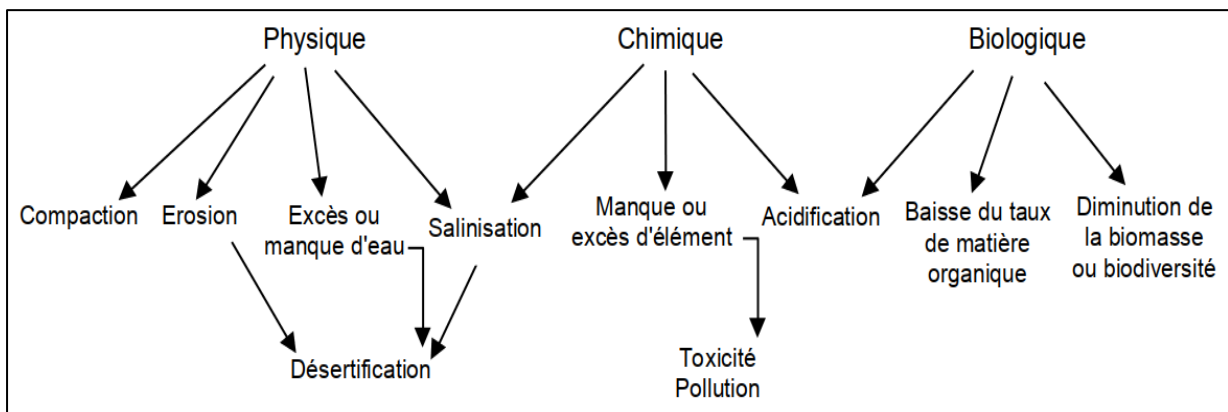 Physique
Chimique
Biologique
Compaction
Erosion
Excès ou
manque d'eau
Salinisation
Manque ou
excès d'élément
Acidification
Baisse du taux
de matière
organique
Diminution de
la biomasse
ou biodiversité
Désertification
Toxicité
Pollution